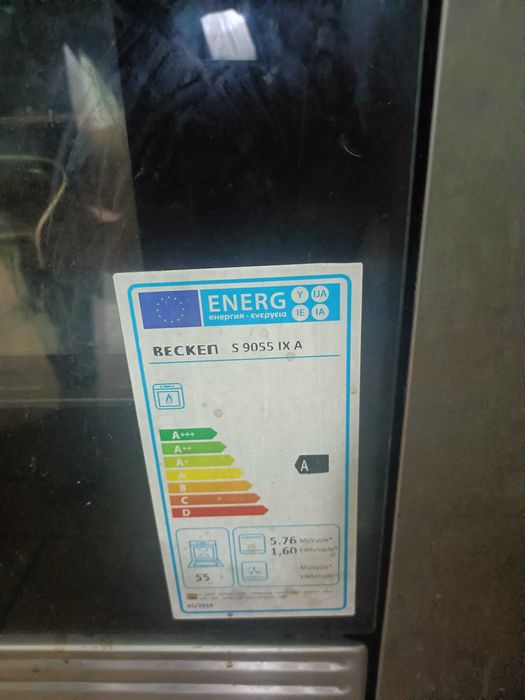 ENERG
Y IJA
IE IA
енергия · ενεργεια
BECKEN S 9055 IX A
A+++
A++
A+
A
A
B
C
D
5.76 MJ/cycle*
1,60 kWh/cycle*
MJ/cycle*
kWh/cycle*
55 L
65/2014